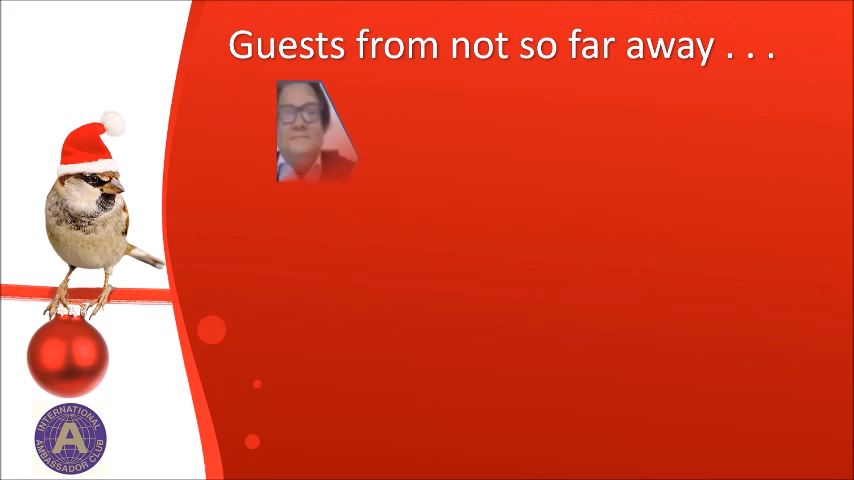 Guests from not so far away . . .
INTERNATIONAL
A
AMBASSADOR CLUB